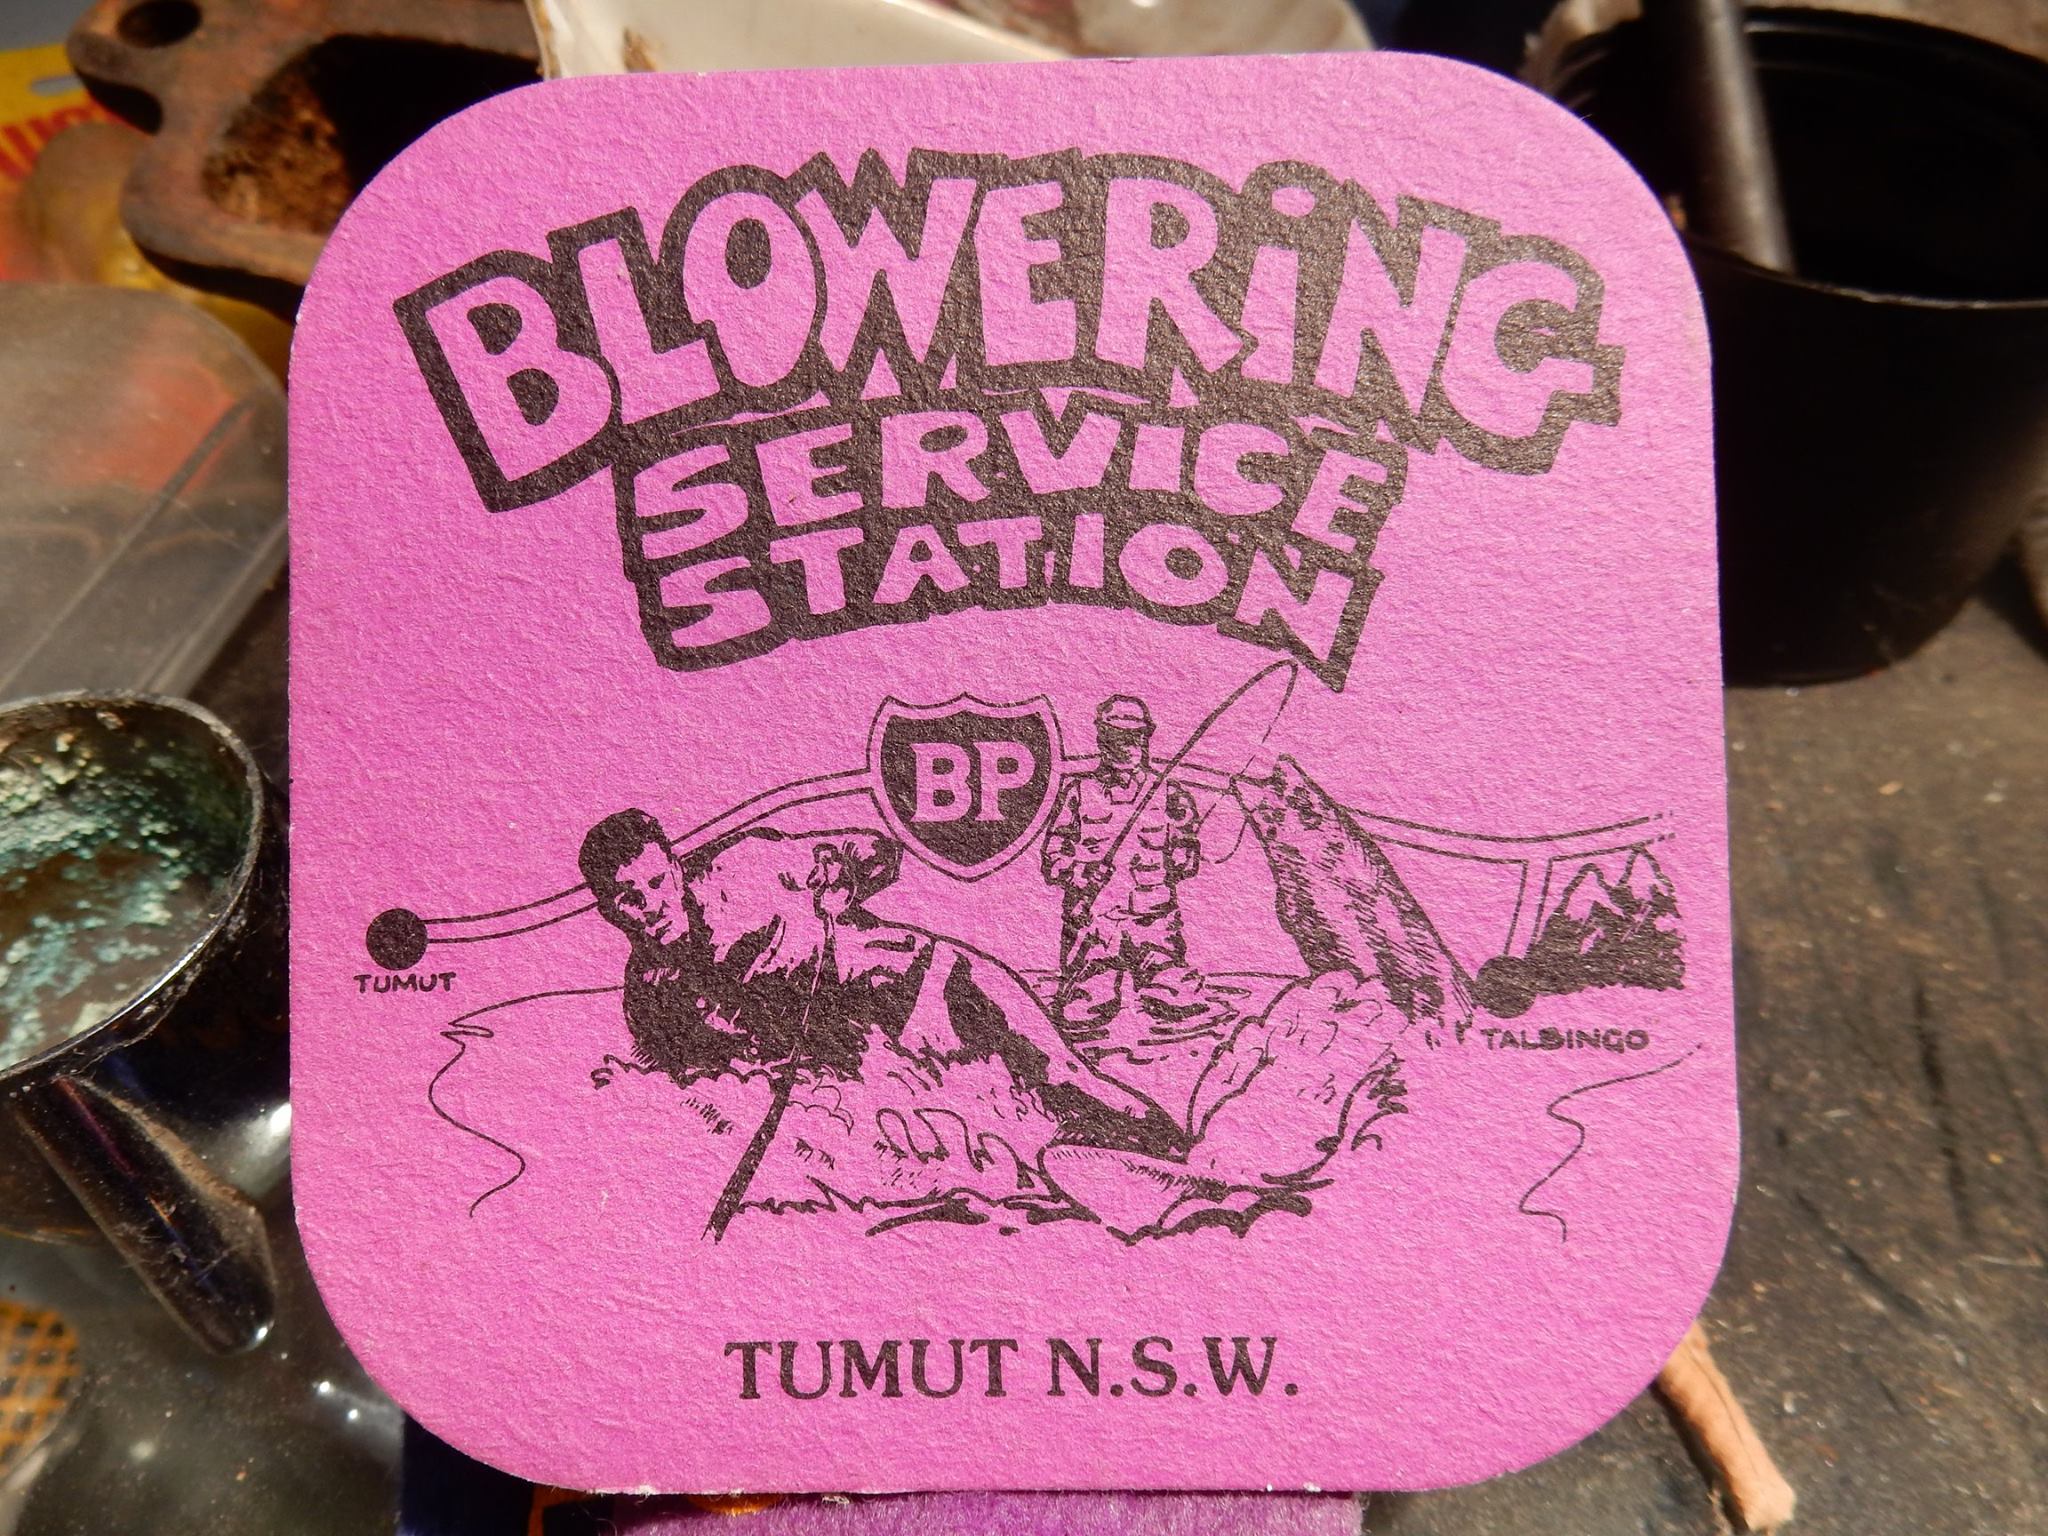 BLOWERiNG
SERVICE
STATION
BP
TUMUT
TALBINGO
TUMUT N.S.W.